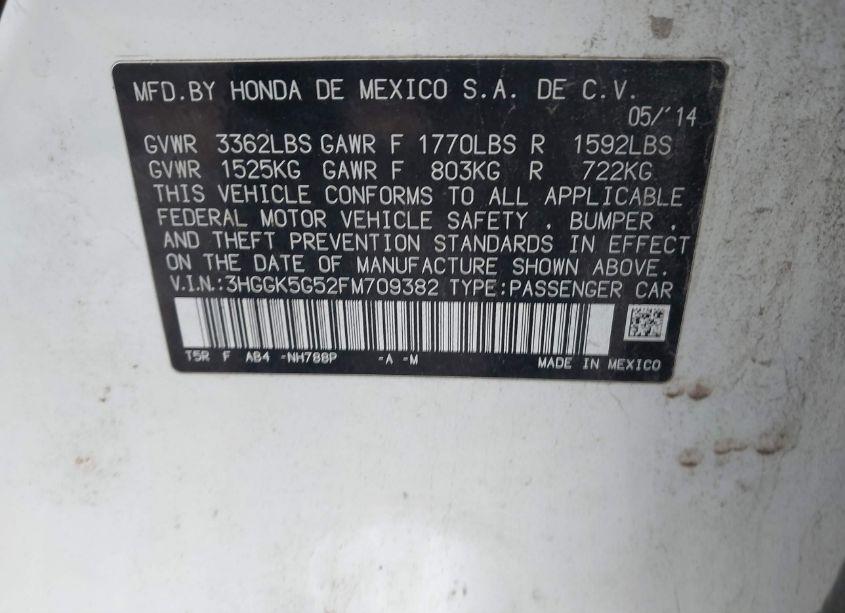 MFD.BY HONDA DE MEXICO S.A. DE C.V.
05/'14
GVWR 3362LBS GAWR F 1770LBS R 1592LBS
GVWR 1525KG GAWR F 803KG R 722KG
THIS VEHICLE CONFORMS TO ALL APPLICABLE
FEDERAL MOTOR VEHICLE SAFETY , BUMPER ,
AND THEFT PREVENTION STANDARDS IN EFFECT
ON THE DATE OF MANUFACTURE SHOWN ABOVE.
V.I.N.:3HGGK5G52FM709382 TYPE:PASSENGER CAR
T5R F AB4 -NH788P -A -M MADE IN MEXICO